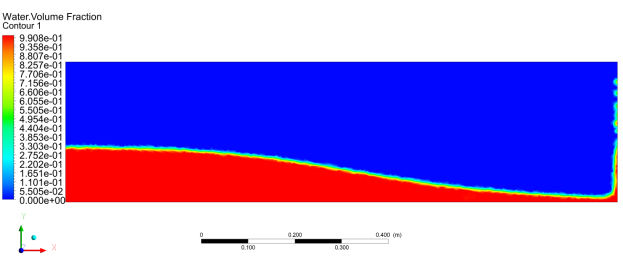 Water.Volume Fraction
Contour 1
9.908e-01
9.358e-01
8.807e-01
8.257e-01
7.706e-01
7.156e-01
6.606e-01
6.055e-01
5.505e-01
4.954e-01
4.404e-01
3.853e-01
3.303e-01
2.752e-01
2.202e-01
1.651e-01
1.101e-01
5.505e-02
0.000e+00
Y
X
0 0.200 0.400 (m)
0.100 0.300